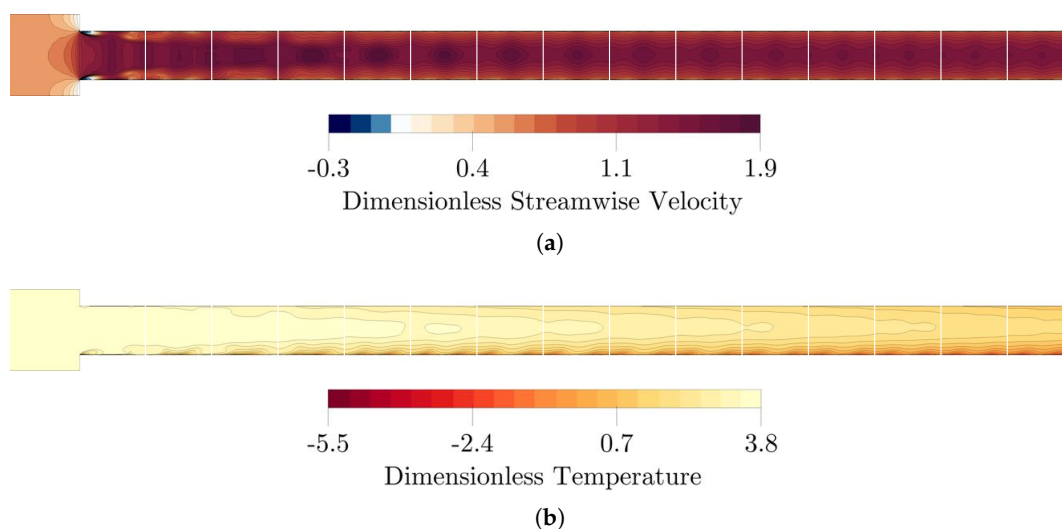 -0.3 0.4 1.1 1.9
Dimensionless Streamwise Velocity
(a)
-5.5 -2.4 0.7 3.8
Dimensionless Temperature
(b)